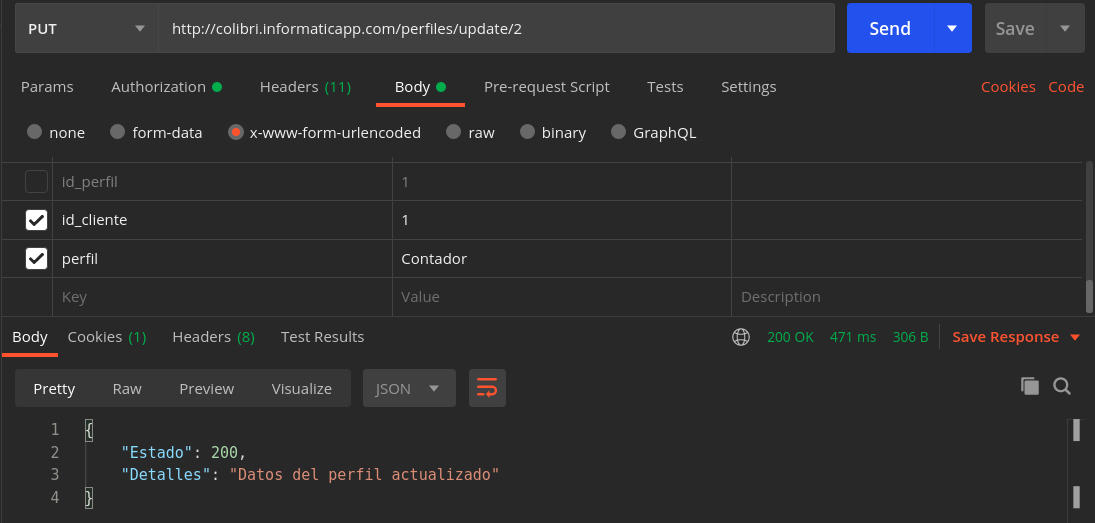 PUT http://colibri.informaticapp.com/perfiles/update/2 Send Save
Params Authorization Headers (11) Body Pre-request Script Tests Settings Cookies Code
none form-data x-www-form-urlencoded raw binary GraphQL
id_perfil 1
id_cliente 1
perfil Contador
Key Value Description
Body Cookies (1) Headers (8) Test Results 200 OK 471 ms 306 B Save Response
Pretty Raw Preview Visualize JSON
1 {
2 "Estado": 200,
3 "Detalles": "Datos del perfil actualizado"
4 }